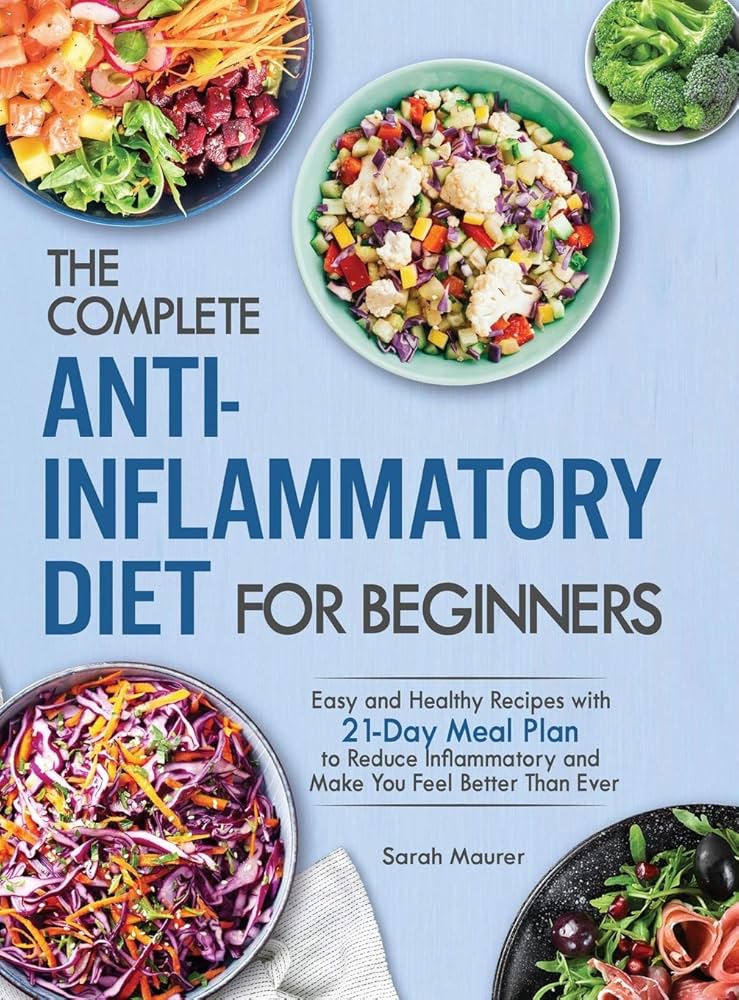 THE
COMPLETE
ANTI-
INFLAMMATORY
DIET FOR BEGINNERS
Easy and Healthy Recipes with
21-Day Meal Plan
to Reduce Inflammatory and
Make You Feel Better Than Ever
Sarah Maurer